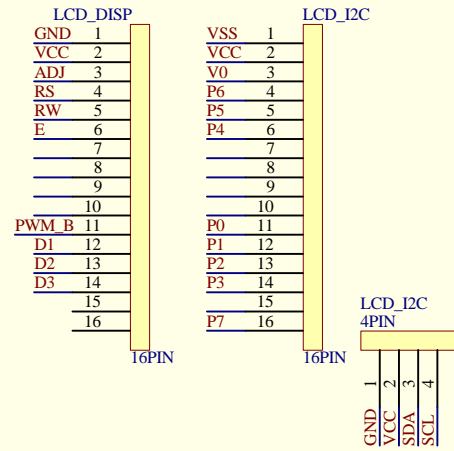 LCD_DISP
GND 1
VCC 2
ADJ 3
RS 4
RW 5
E 6
7
8
9
10
PWM_B 11
D1 12
D2 13
D3 14
15
16
16PIN
LCD_I2C
VSS 1
VCC 2
V0 3
P6 4
P5 5
P4 6
7
8
9
10
P0 11
P1 12
P2 13
P3 14
15
P7 16
16PIN
LCD_I2C
4PIN
1 2 3 4
GND VCC SDA SCL